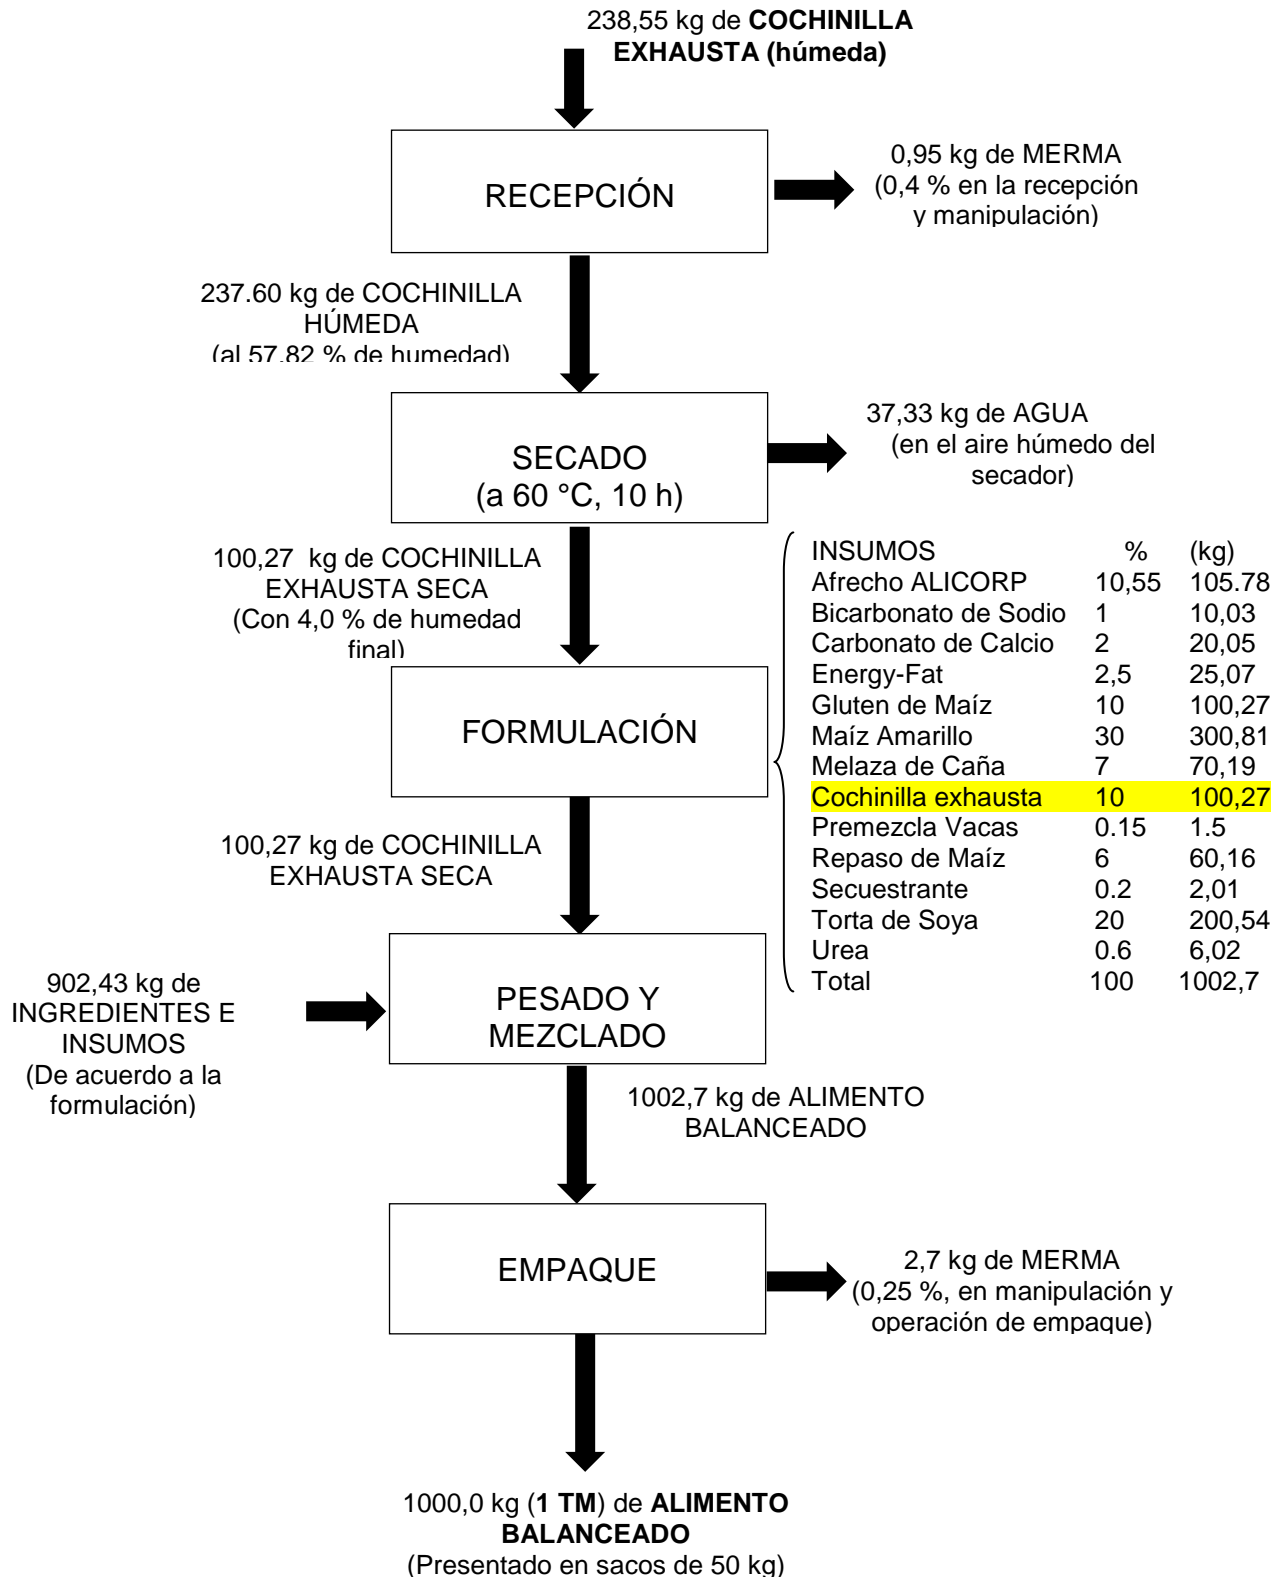 238,55 kg de COCHINILLA
EXHAUSTA (húmeda)
RECEPCIÓN
0,95 kg de MERMA
(0,4 % en la recepción
y manipulación)
237.60 kg de COCHINILLA
HÚMEDA
(al 57.82 % de humedad)
SECADO
(a 60 °C, 10 h)
37,33 kg de AGUA
(en el aire húmedo del
secador)
100,27 kg de COCHINILLA
EXHAUSTA SECA
(Con 4,0 % de humedad
final)
FORMULACIÓN
INSUMOS % (kg)
Afrecho ALICORP 10,55 105.78
Bicarbonato de Sodio 1 10,03
Carbonato de Calcio 2 20,05
Energy-Fat 2,5 25,07
Gluten de Maíz 10 100,27
Maíz Amarillo 30 300,81
Melaza de Caña 7 70,19
Cochinilla exhausta 10 100,27
Premezcla Vacas 0.15 1.5
Repaso de Maíz 6 60,16
Secuestrante 0.2 2,01
Torta de Soya 20 200,54
Urea 0.6 6,02
Total 100 1002,7
100,27 kg de COCHINILLA
EXHAUSTA SECA
902,43 kg de
INGREDIENTES E
INSUMOS
(De acuerdo a la
formulación)
PESADO Y
MEZCLADO
1002,7 kg de ALIMENTO
BALANCEADO
EMPAQUE
2,7 kg de MERMA
(0,25 %, en manipulación y
operación de empaque)
1000,0 kg (1 TM) de ALIMENTO
BALANCEADO
(Presentado en sacos de 50 kg)